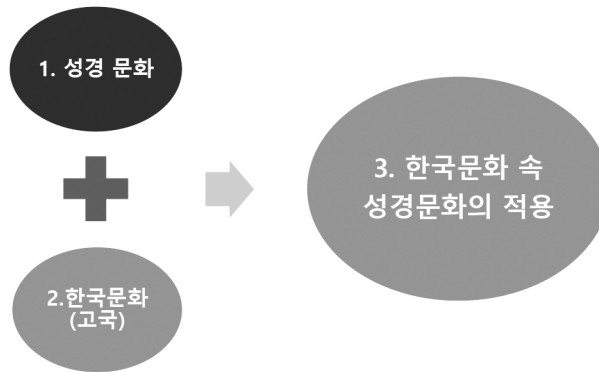 1. 성경 문화
2.한국문화
(고국)
3. 한국문화 속
성경문화의 적용